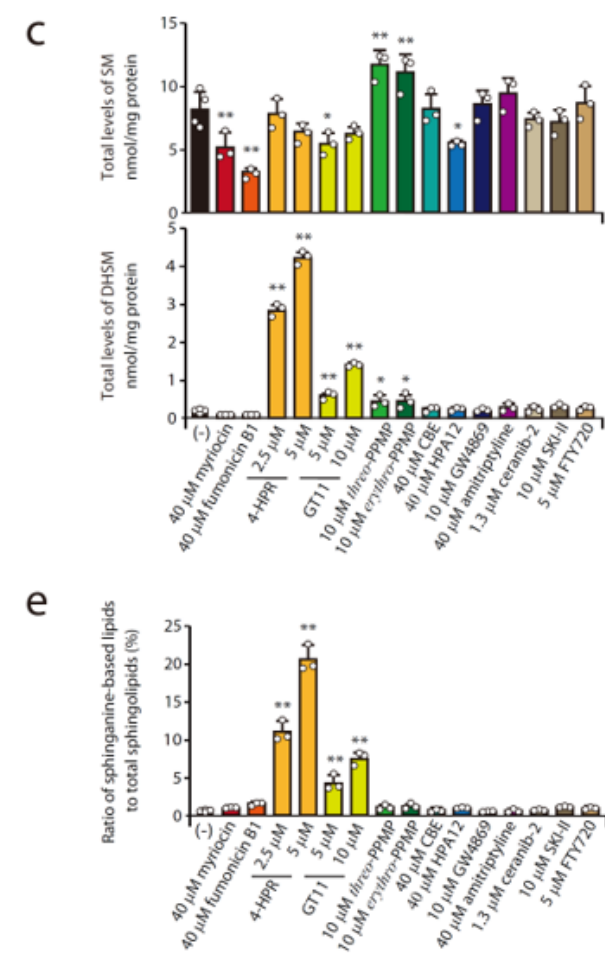 c
Total levels of SM
nmol/mg protein
15
10
5
0
** ** * ** ** *
Total levels of DHSM
nmol/mg protein
5
4
3
2
1
0
** ** ** ** * *
(-)
40 μM myriocin
40 μM fumonicin B1
2.5 μM
5 μM
4-HPR
5 μM
10 μM
GT11
10 μM threo-PPMP
10 μM erythro-PPMP
40 μM CBE
40 μM HPA12
10 μM GW4869
40 μM amitriptyline
1.3 μM ceranib-2
10 μM SKI-II
5 μM FTY720
e
Ratio of sphinganine-based lipids
to total sphingolipids (%)
25
20
15
10
5
0
** ** ** **
(-)
40 μM myriocin
40 μM fumonicin B1
2.5 μM
5 μM
4-HPR
5 μM
10 μM
GT11
10 μM threo-PPMP
10 μM erythro-PPMP
40 μM CBE
40 μM HPA12
10 μM GW4869
40 μM amitriptyline
1.3 μM ceranib-2
10 μM SKI-II
5 μM FTY720